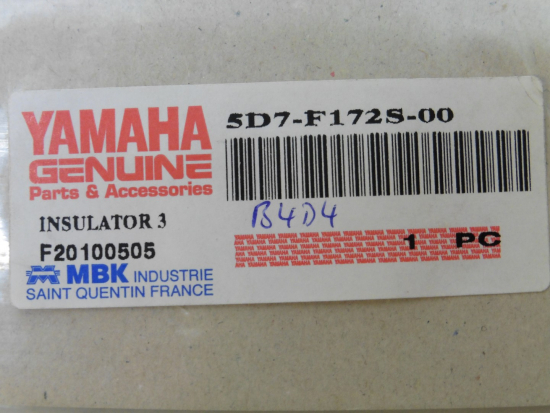 YAMAHA
GENUINE
Parts & Accessories
INSULATOR 3
F20100505
MBK INDUSTRIE
SAINT QUENTIN FRANCE
5D7-F172S-00
B4D4
1 PC